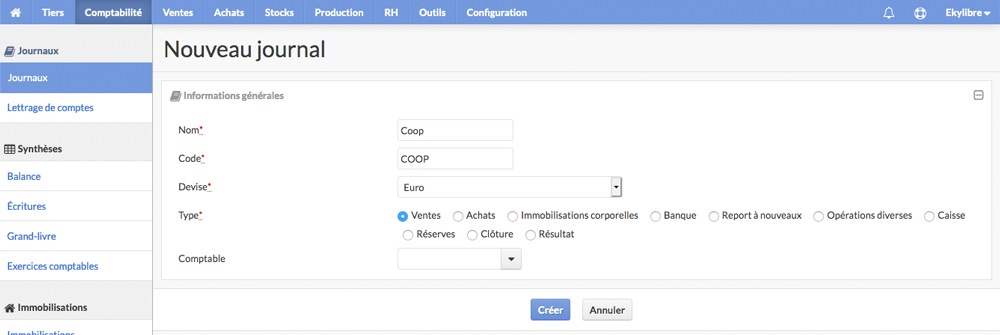 Tiers Comptabilité Ventes Achats Stocks Production RH Outils Configuration Ekylibre
Journaux
Journaux
Lettrage de comptes
Synthèses
Balance
Écritures
Grand-livre
Exercices comptables
Immobilisations
Immobilisations
Nouveau journal
Informations générales
Nom* Coop
Code* COOP
Devise* Euro
Type* Ventes Achats Immobilisations corporelles Banque Report à nouveaux Opérations diverses Caisse
Réserves Clôture Résultat
Comptable
Créer Annuler